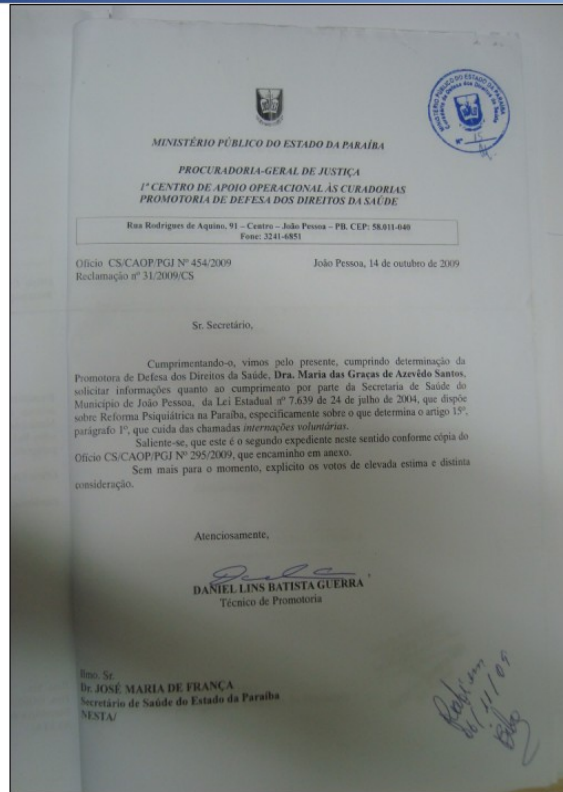 MINISTÉRIO PÚBLICO DO ESTADO DA PARAÍBA
Nº 15
MINISTÉRIO PÚBLICO DO ESTADO DA PARAÍBA
PROCURADORIA-GERAL DE JUSTIÇA
1º CENTRO DE APOIO OPERACIONAL ÀS CURADORIAS
PROMOTORIA DE DEFESA DOS DIREITOS DA SAÚDE
Rua Rodrigues de Aquino, 91 – Centro – João Pessoa – PB. CEP: 58.011-040
Fone: 3241-6851
Ofício CS/CAOP/PGJ Nº 454/2009 João Pessoa, 14 de outubro de 2009
Reclamação nº 31/2009/CS
Sr. Secretário,
Cumprimentando-o, vimos pelo presente, cumprindo determinação da
Promotora de Defesa dos Direitos da Saúde, Dra. Maria das Graças de Azevêdo Santos,
solicitar informações quanto ao cumprimento por parte da Secretaria de Saúde do
Município de João Pessoa, da Lei Estadual nº 7.639 de 24 de julho de 2004, que dispõe
sobre Reforma Psiquiátrica na Paraíba, especificamente sobre o que determina o artigo 15º,
parágrafo 1º, que cuida das chamadas internações voluntárias.
Saliente-se, que este é o segundo expediente neste sentido conforme cópia do
Ofício CS/CAOP/PGJ Nº 295/2009, que encaminho em anexo.
Sem mais para o momento, explicito os votos de elevada estima e distinta
consideração.
Atenciosamente,
DANIEL LINS BATISTA GUERRA
Técnico de Promotoria
Ilmo. Sr.
Dr. JOSÉ MARIA DE FRANÇA
Secretário de Saúde do Estado da Paraíba
NESTA/